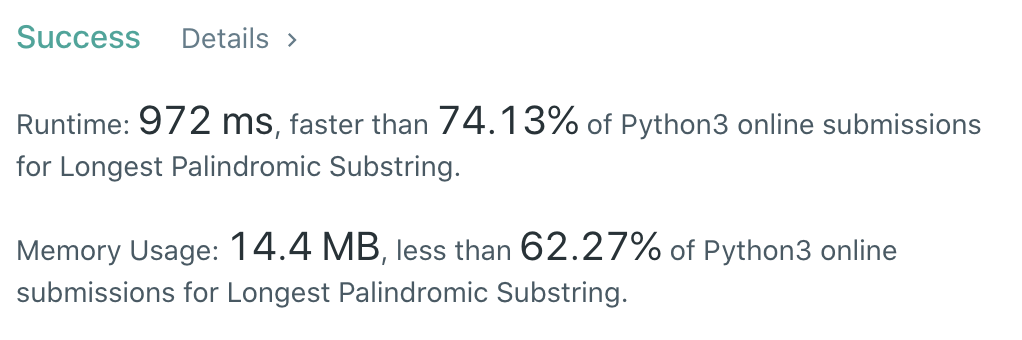 Success Details >
Runtime: 972 ms, faster than 74.13% of Python3 online submissions
for Longest Palindromic Substring.
Memory Usage: 14.4 MB, less than 62.27% of Python3 online
submissions for Longest Palindromic Substring.